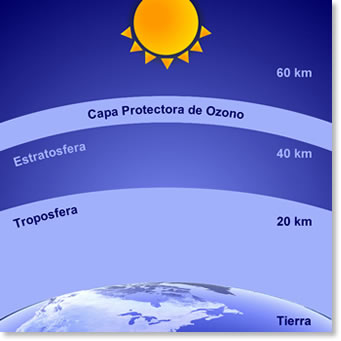 60 km
Capa Protectora de Ozono
Estratosfera
40 km
Troposfera
20 km
Tierra